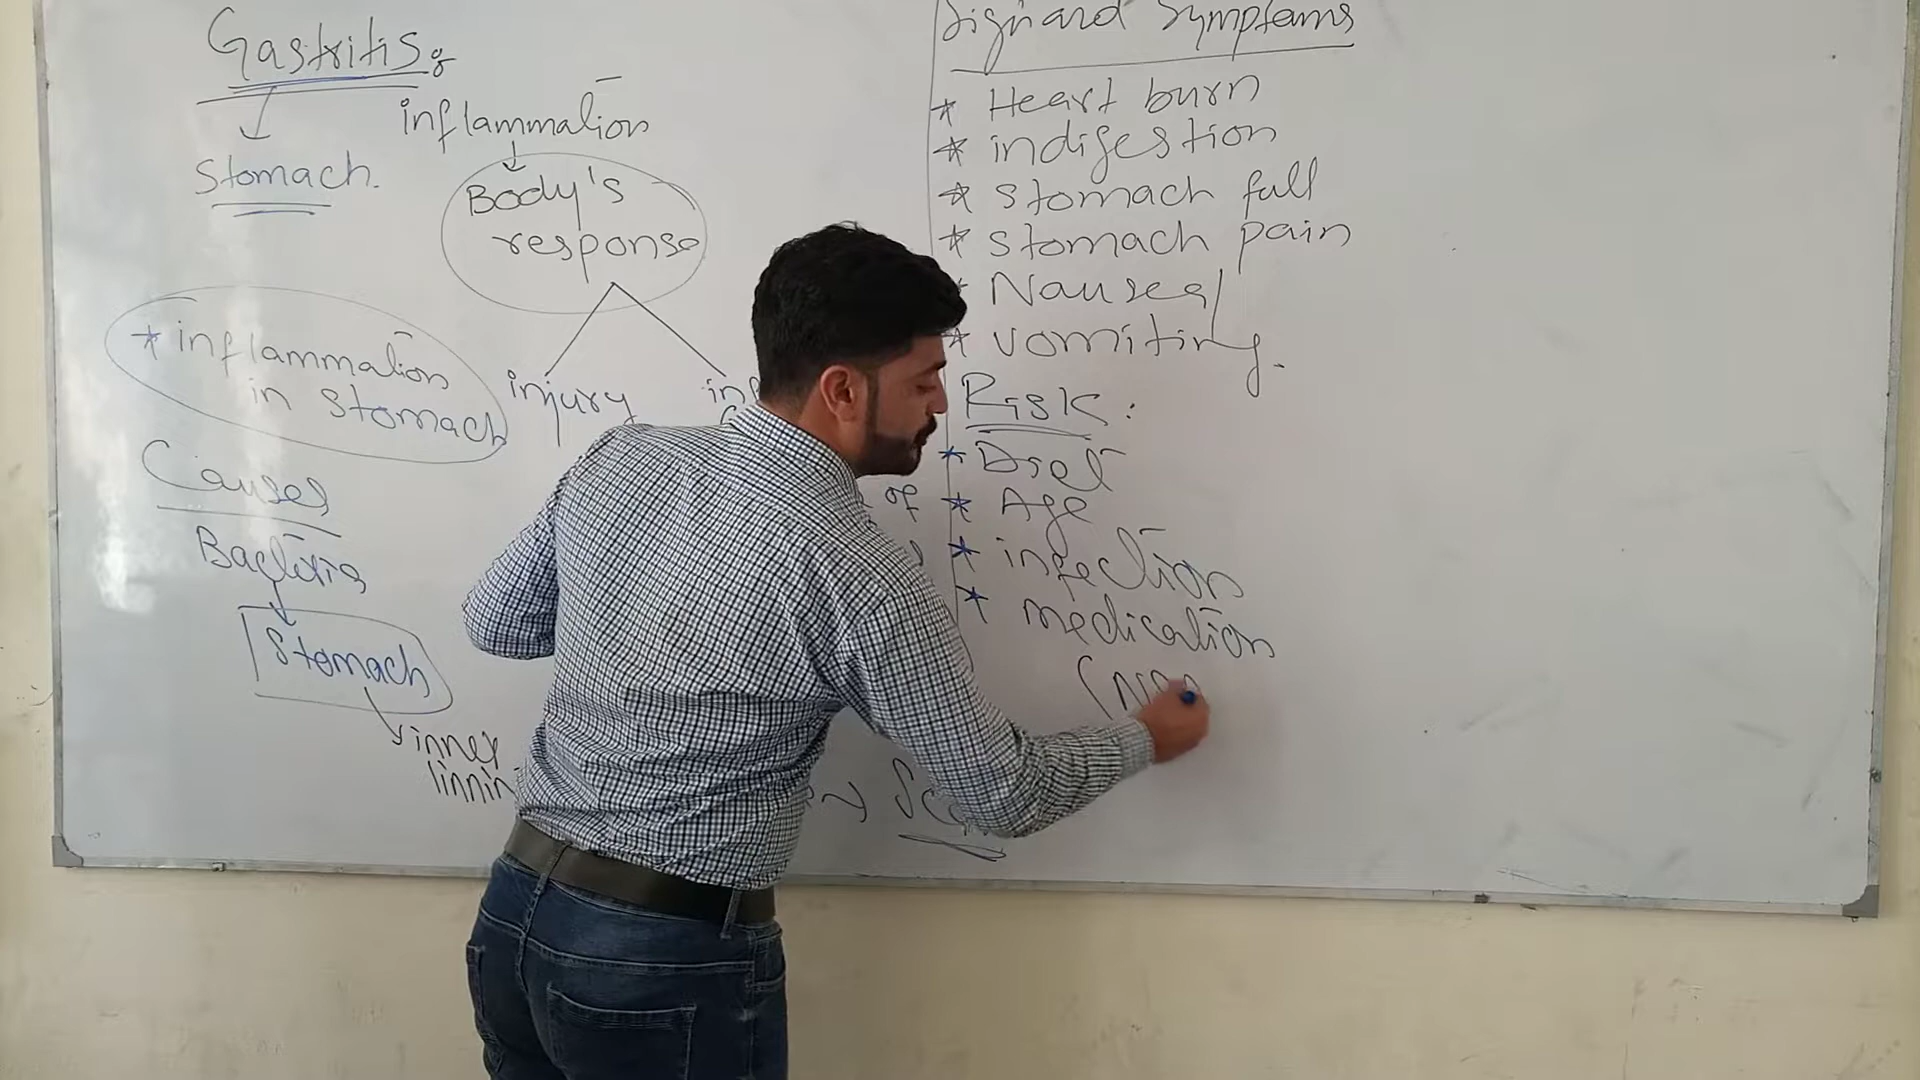 Gastritis:
Stomach.
inflammation
Body's
response
injury
* inflammation
in stomach
Causes
Bacteria
Stomach
inner
Sign and Symptoms
* Heart burn
* indigestion
* stomach full
* stomach pain
* Nausea/
* vomiting.
Risk:
* Diet
* Age
* infection
* medication
of